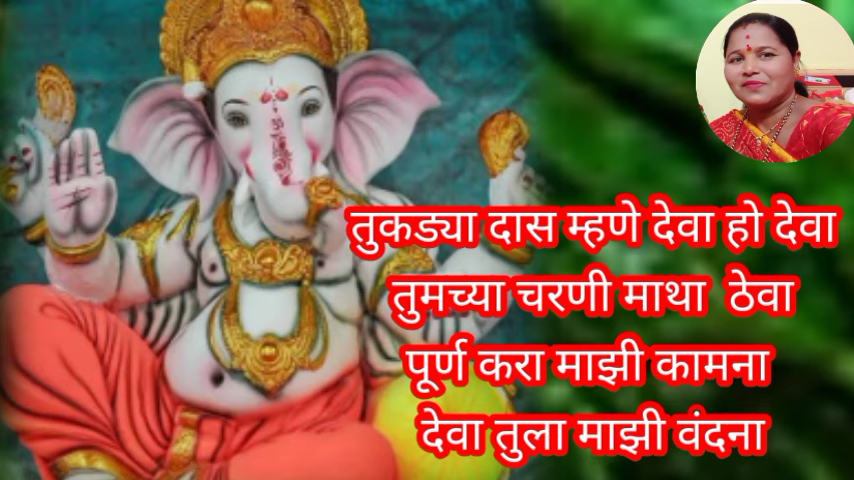 तुकड्या दास म्हणे देवा हो देवा
तुमच्या चरणी माथा ठेवा
पूर्ण करा माझी कामना
देवा तुला माझी वंदना